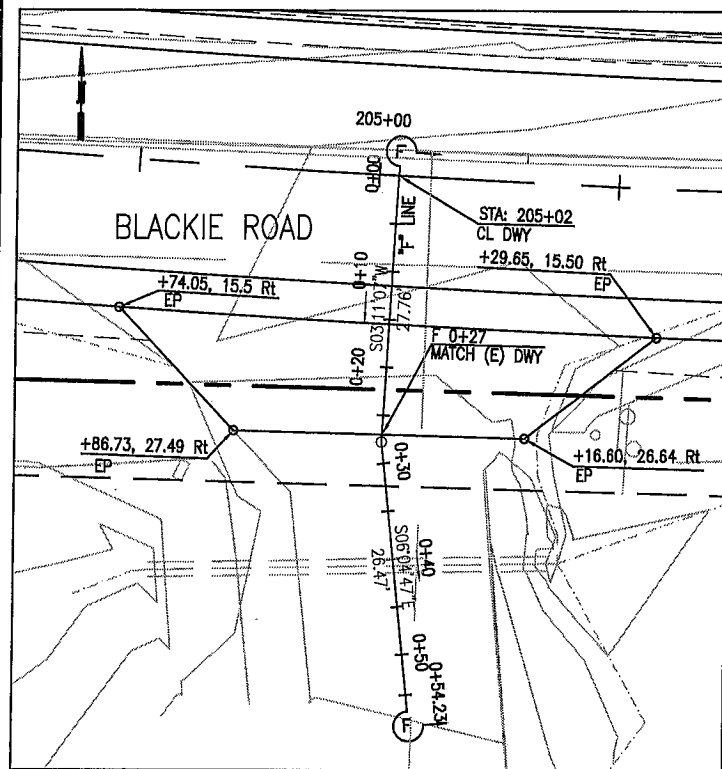 205+00
F
0+00
"F" LINE
STA: 205+02
CL DWY
BLACKIE ROAD
+29.65, 15.50 Rt
EP
+74.05, 15.5 Rt
EP
0+10
S03°11'07"W
27.76'
F 0+27
MATCH (E) DWY
0+20
+86.73, 27.49 Rt
EP
0+30
+16.60, 26.64 Rt
EP
0+40
S06°04'47"E
26.47'
0+50
0+54.23
F